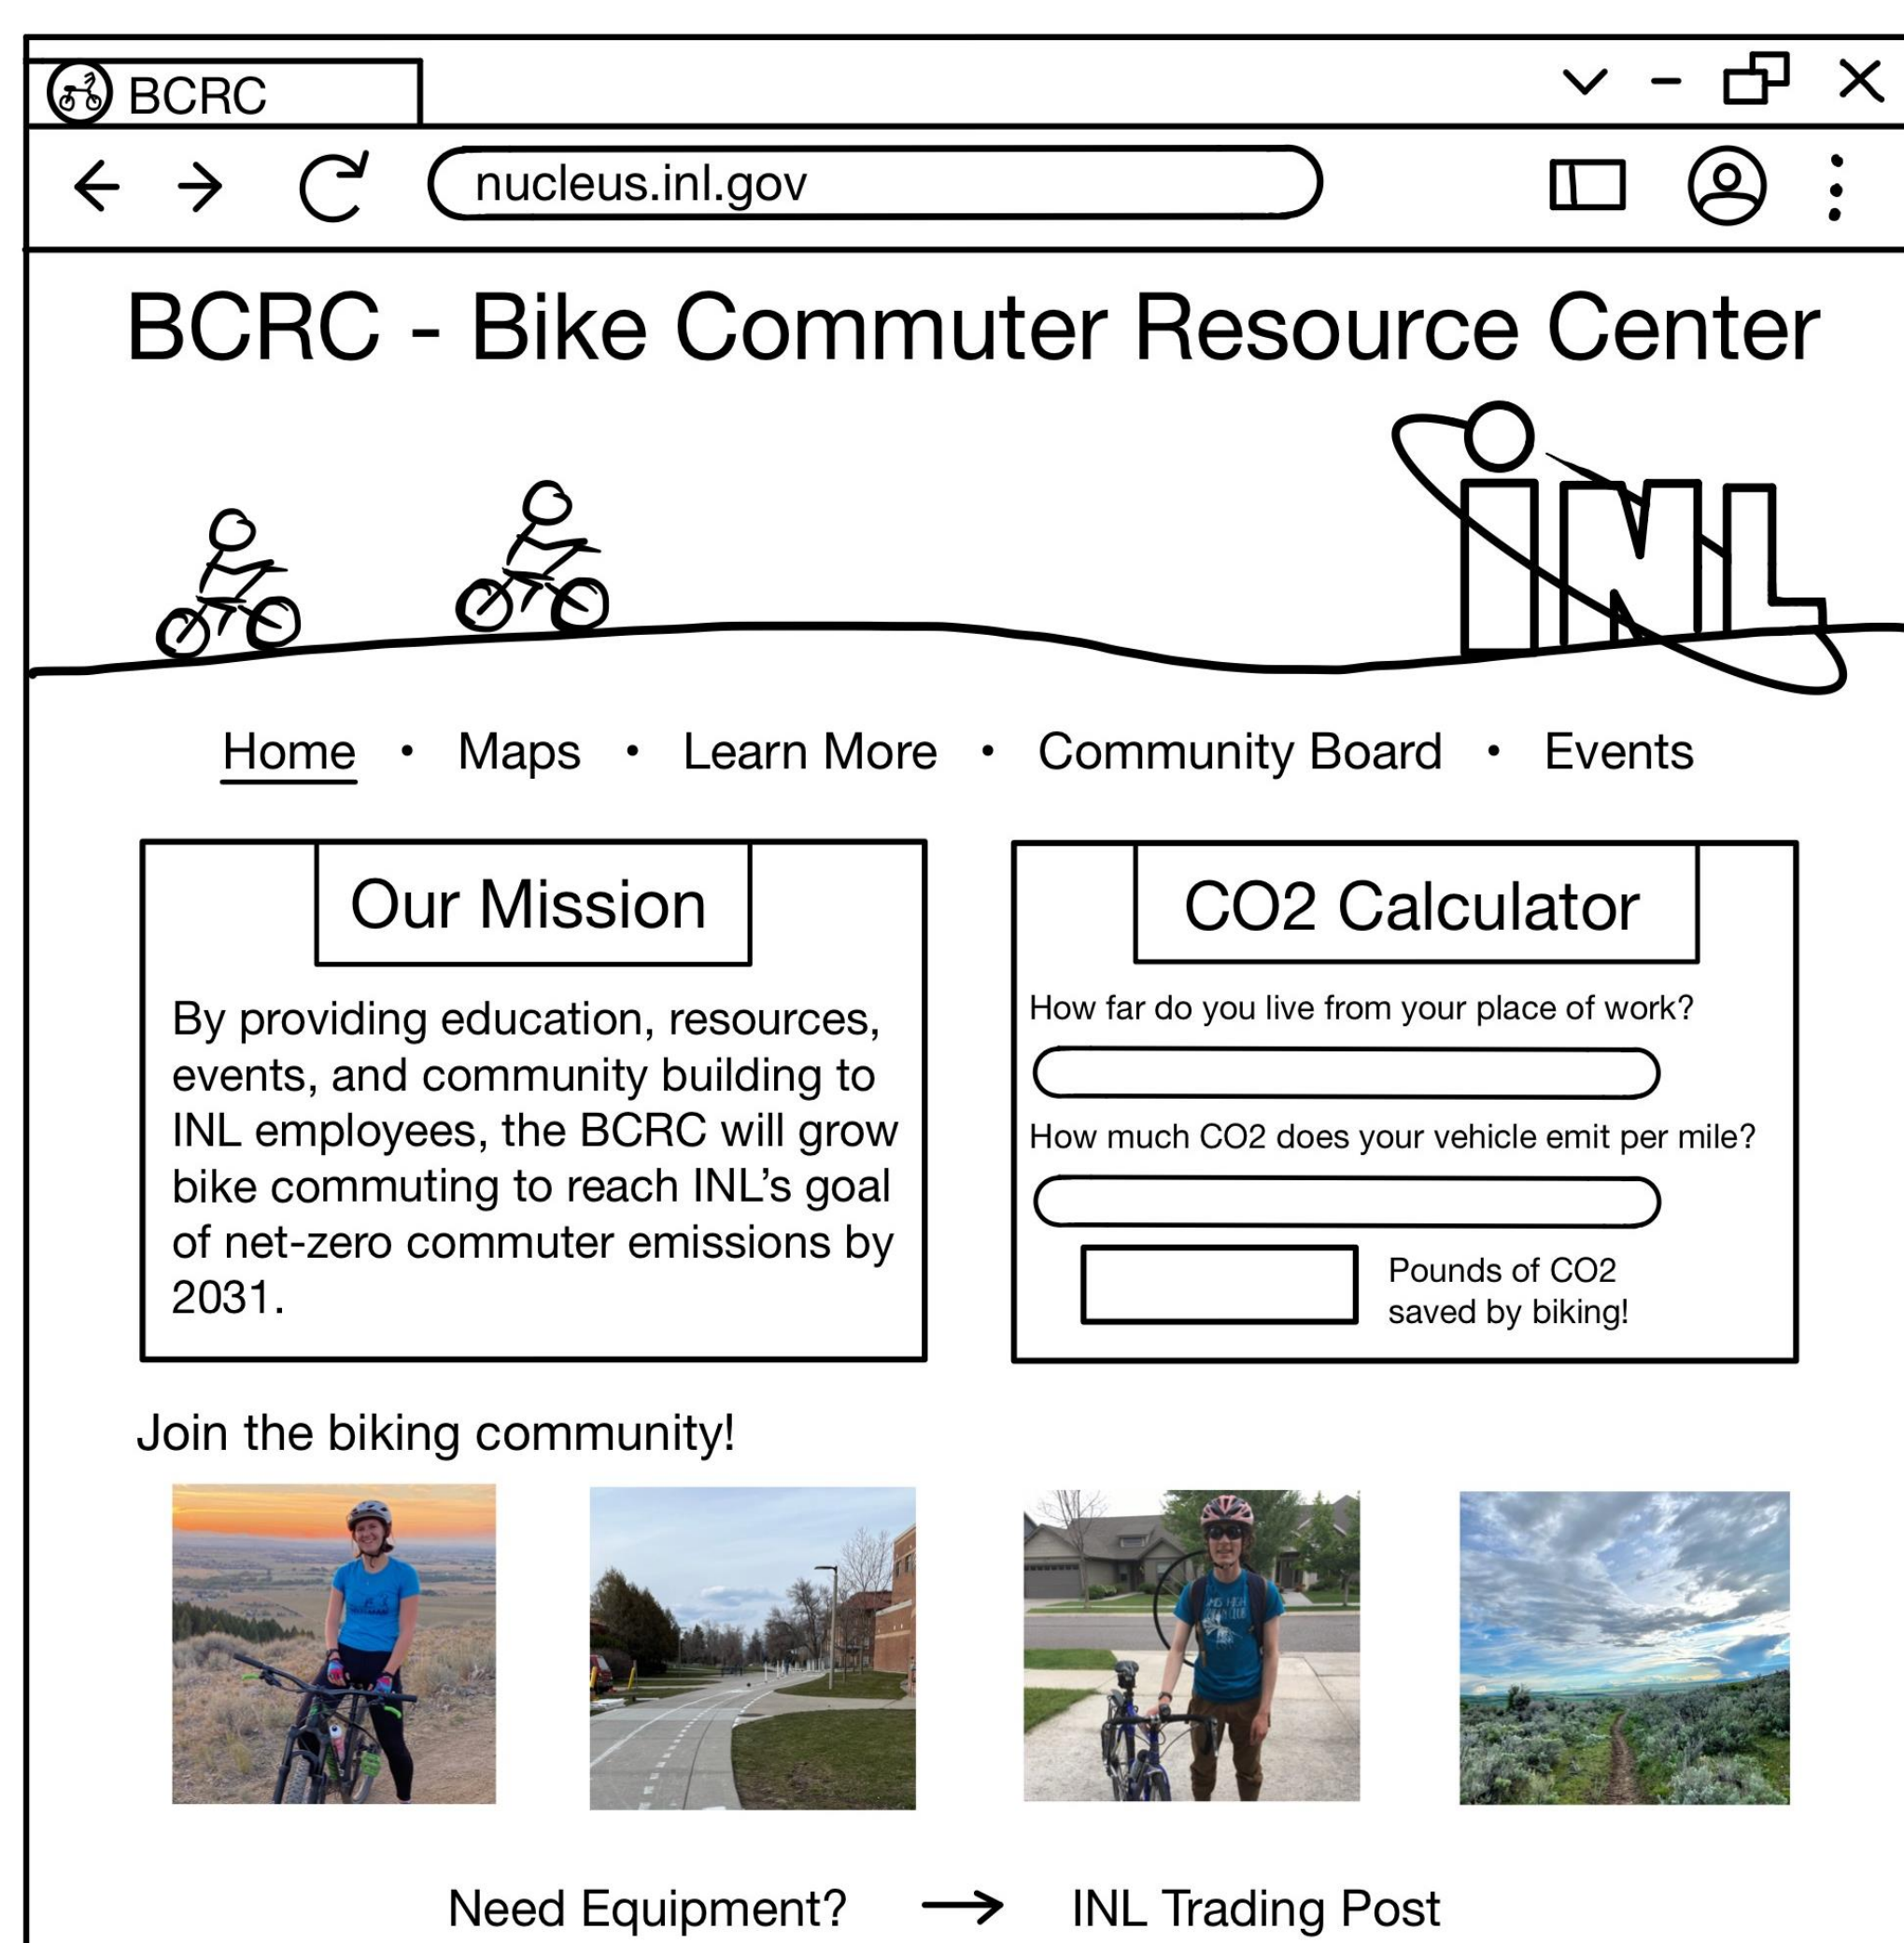 BCRC
nucleus.inl.gov
BCRC - Bike Commuter Resource Center
INL
Home • Maps • Learn More • Community Board • Events
Our Mission
By providing education, resources,
events, and community building to
INL employees, the BCRC will grow
bike commuting to reach INL’s goal
of net-zero commuter emissions by
2031.
CO2 Calculator
How far do you live from your place of work?
How much CO2 does your vehicle emit per mile?
Pounds of CO2
saved by biking!
Join the biking community!
Need Equipment? → INL Trading Post